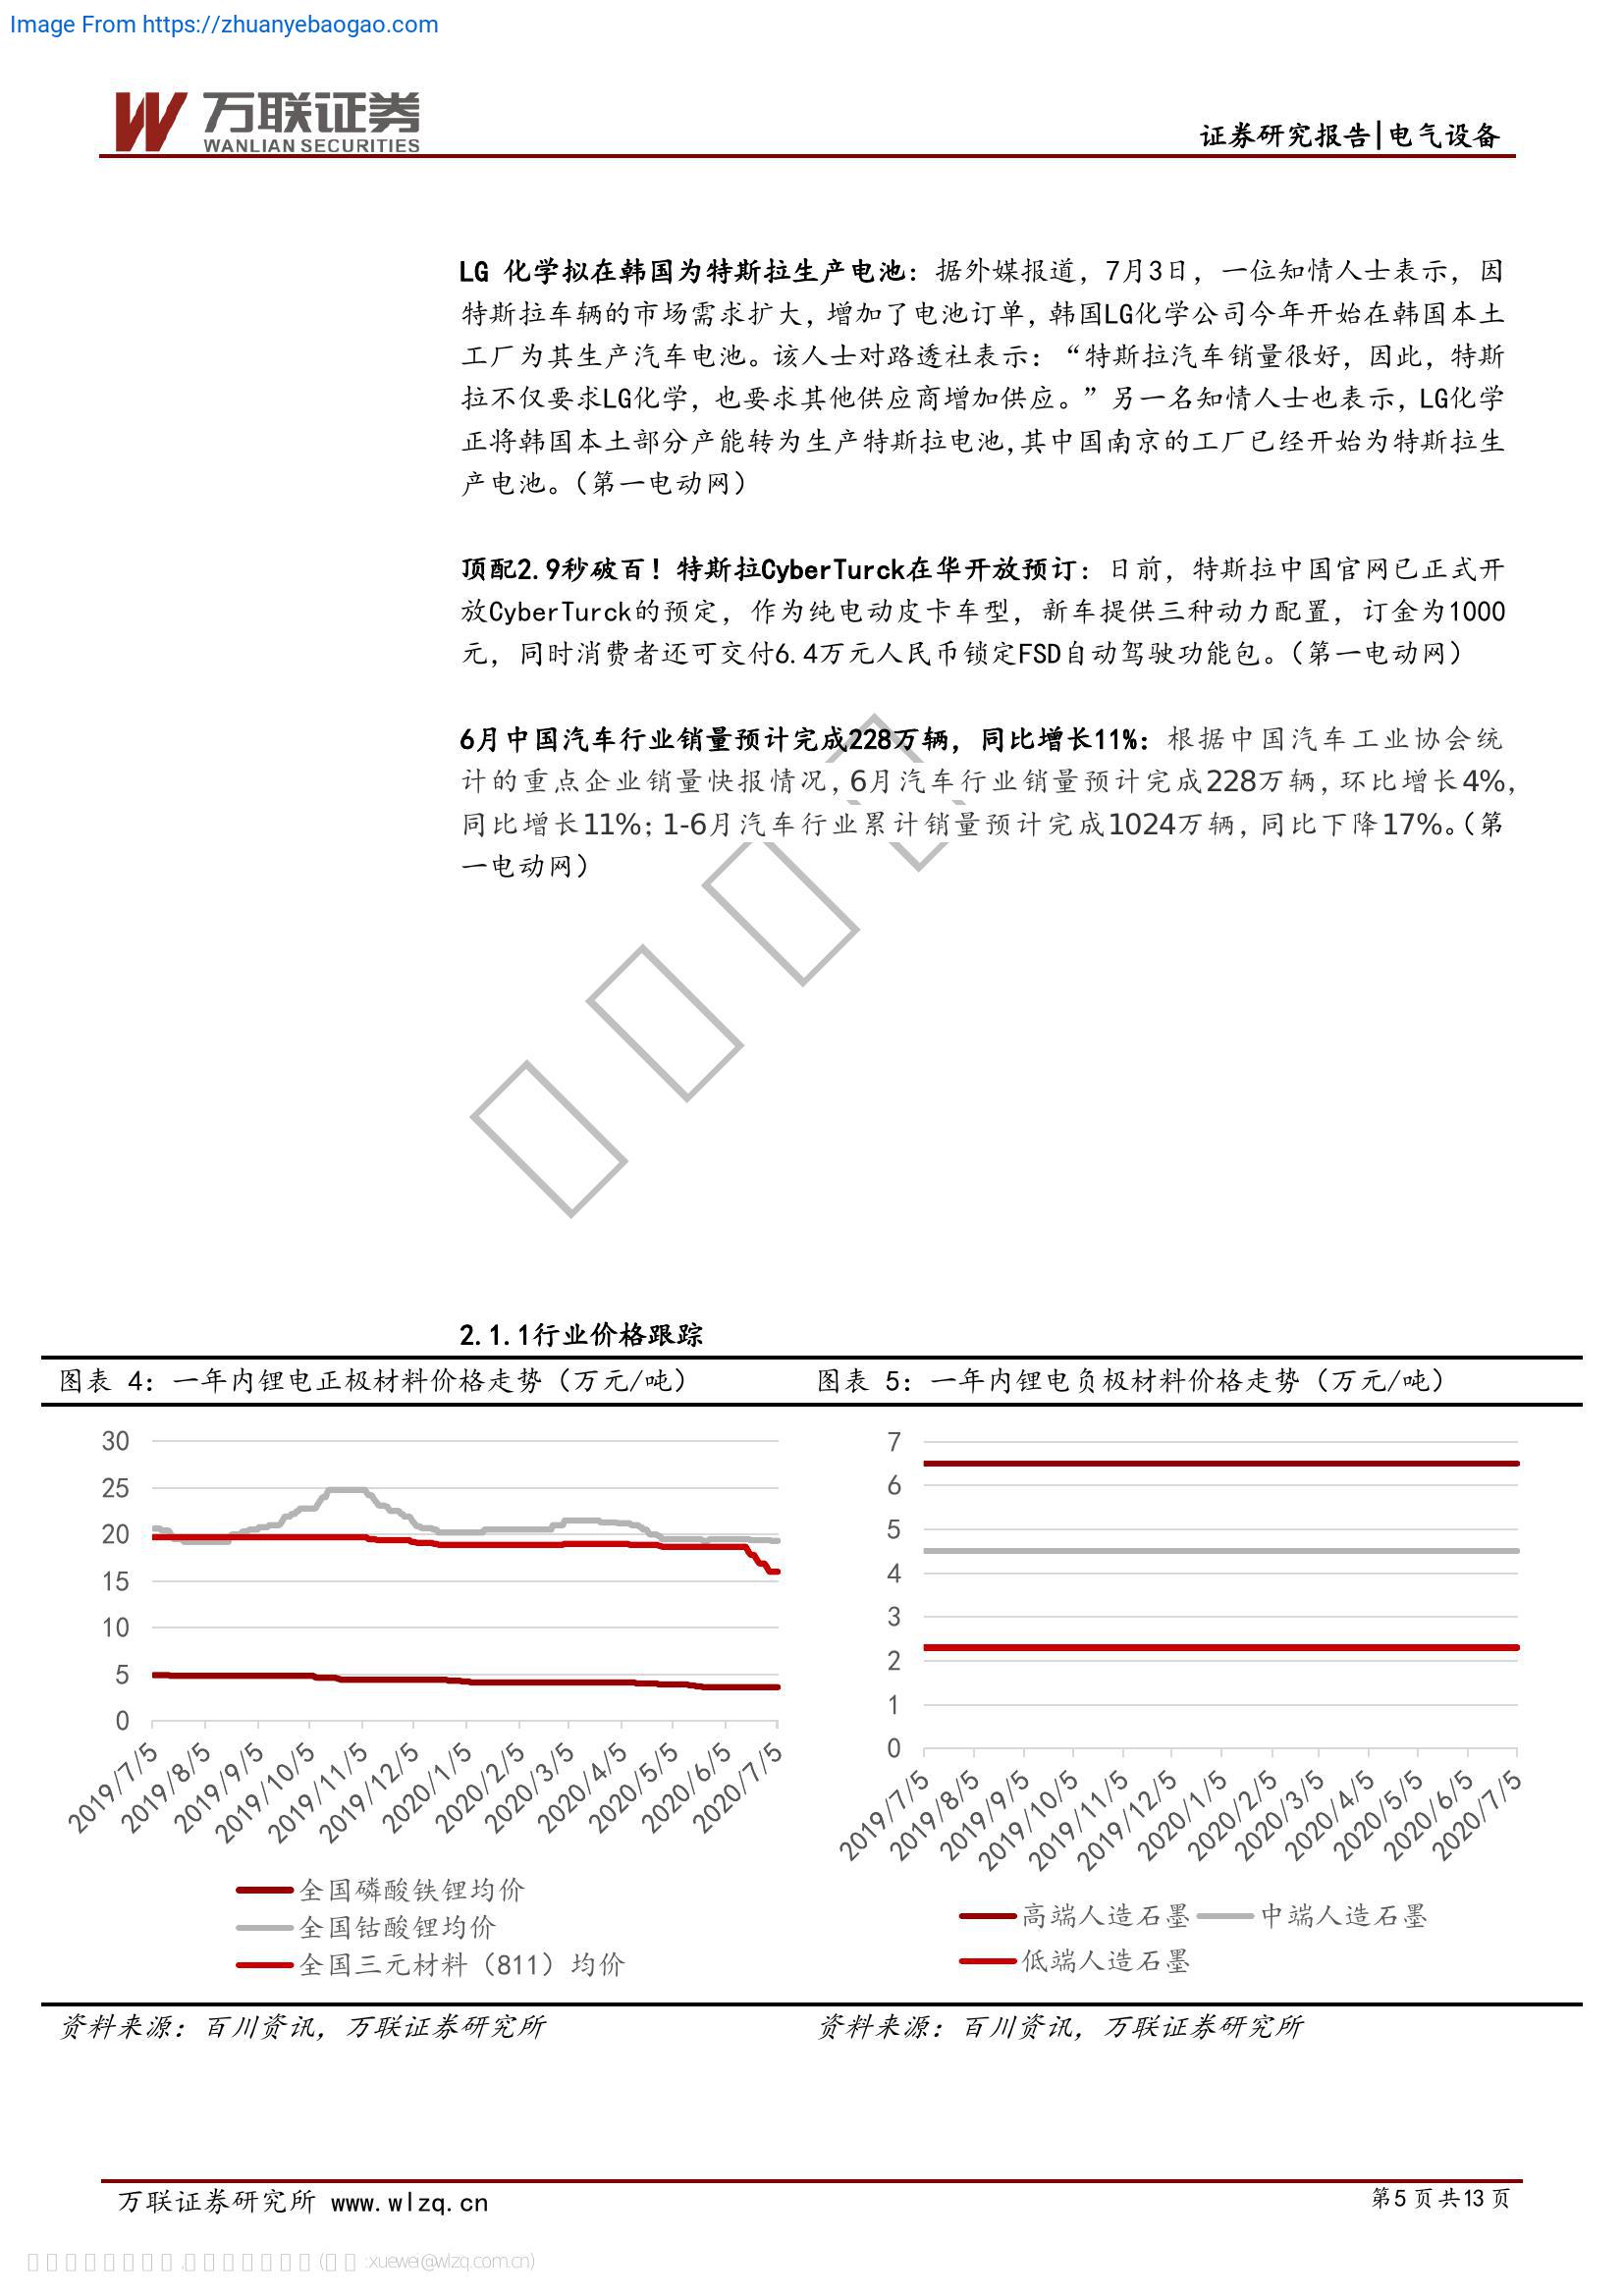 Image From https://zhuanyebaogao.com
万联证券
WANLIAN SECURITIES
证券研究报告|电气设备
LG 化学拟在韩国为特斯拉生产电池：据外媒报道，7月3日，一位知情人士表示，因
特斯拉车辆的市场需求扩大，增加了电池订单，韩国LG化学公司今年开始在韩国本土
工厂为其生产汽车电池。该人士对路透社表示：“特斯拉汽车销量很好，因此，特斯
拉不仅要求LG化学，也要求其他供应商增加供应。”另一名知情人士也表示，LG化学
正将韩国本土部分产能转为生产特斯拉电池，其中国南京的工厂已经开始为特斯拉生
产电池。（第一电动网）
顶配2.9秒破百！特斯拉CyberTurck在华开放预订：日前，特斯拉中国官网已正式开
放CyberTurck的预定，作为纯电动皮卡车型，新车提供三种动力配置，订金为1000
元，同时消费者还可交付6.4万元人民币锁定FSD自动驾驶功能包。（第一电动网）
6月中国汽车行业销量预计完成228万辆，同比增长11%：根据中国汽车工业协会统
计的重点企业销量快报情况，6月汽车行业销量预计完成228万辆，环比增长4%，
同比增长11%；1-6月汽车行业累计销量预计完成1024万辆，同比下降17%。（第
一电动网）
2.1.1行业价格跟踪
图表 4：一年内锂电正极材料价格走势（万元/吨）
30
25
20
15
10
5
0
2019/7/5
2019/8/5
2019/9/5
2019/10/5
2019/11/5
2019/12/5
2020/1/5
2020/2/5
2020/3/5
2020/4/5
2020/5/5
2020/6/5
2020/7/5
全国磷酸铁锂均价
全国钴酸锂均价
全国三元材料（811）均价
资料来源：百川资讯，万联证券研究所
图表 5：一年内锂电负极材料价格走势（万元/吨）
7
6
5
4
3
2
1
0
2019/7/5
2019/8/5
2019/9/5
2019/10/5
2019/11/5
2019/12/5
2020/1/5
2020/2/5
2020/3/5
2020/4/5
2020/5/5
2020/6/5
2020/7/5
高端人造石墨 中端人造石墨
低端人造石墨
资料来源：百川资讯，万联证券研究所
万联证券研究所 www.wlzq.cn
第5页共13页
xuewei@wlzq.com.cn)